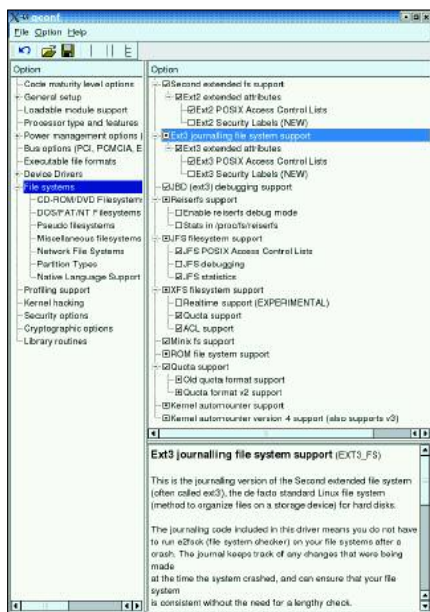 qconf
File Option Help
Option
Code maturity level options
General setup
Loadable module support
Processor type and features
Power management options (
Bus options (PCI, PCMCIA, E
Executable file formats
Device Drivers
File systems
CD-ROM/DVD Filesystems
DOS/FAT/NT Filesystems
Pseudo filesystems
Miscellaneous filesystems
Network File Systems
Partition Types
Native Language Support
Profiling support
Kernel hacking
Security options
Cryptographic options
Library routines
Option
Second extended fs support
Ext2 extended attributes
Ext2 POSIX Access Control Lists
Ext2 Security Labels (NEW)
Ext3 journalling file system support
Ext3 extended attributes
Ext3 POSIX Access Control Lists
Ext3 Security Labels (NEW)
JBD (ext3) debugging support
Reiserfs support
Enable reiserfs debug mode
Stats in /proc/fs/reiserfs
JFS filesystem support
JFS POSIX Access Control Lists
JFS debugging
JFS statistics
XFS filesystem support
Realtime support (EXPERIMENTAL)
Quota support
ACL support
Minix fs support
ROM file system support
Quota support
Old quota format support
Quota format v2 support
Kernel automounter support
Kernel automounter version 4 support (also supports v3)
Ext3 journalling file system support (EXT3_FS)
This is the journalling version of the Second extended file system
(often called ext3), the de facto standard Linux file system
(method to organize files on a storage device) for hard disks.
The journaling code included in this driver means you do not have
to run e2fsck (file system checker) on your file systems after a
crash. The journal keeps track of any changes that were being
made
at the time the system crashed, and can ensure that your file
system
is consistent without the need for a lengthy check.